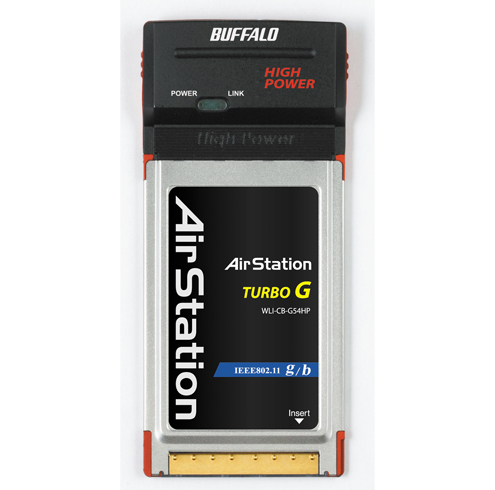 BUFFALO
HIGH
POWER
POWER LINK
High Power
AirStation
AirStation
TURBO G
WLI-CB-G54HP
IEEE802.11 g/b
Insert